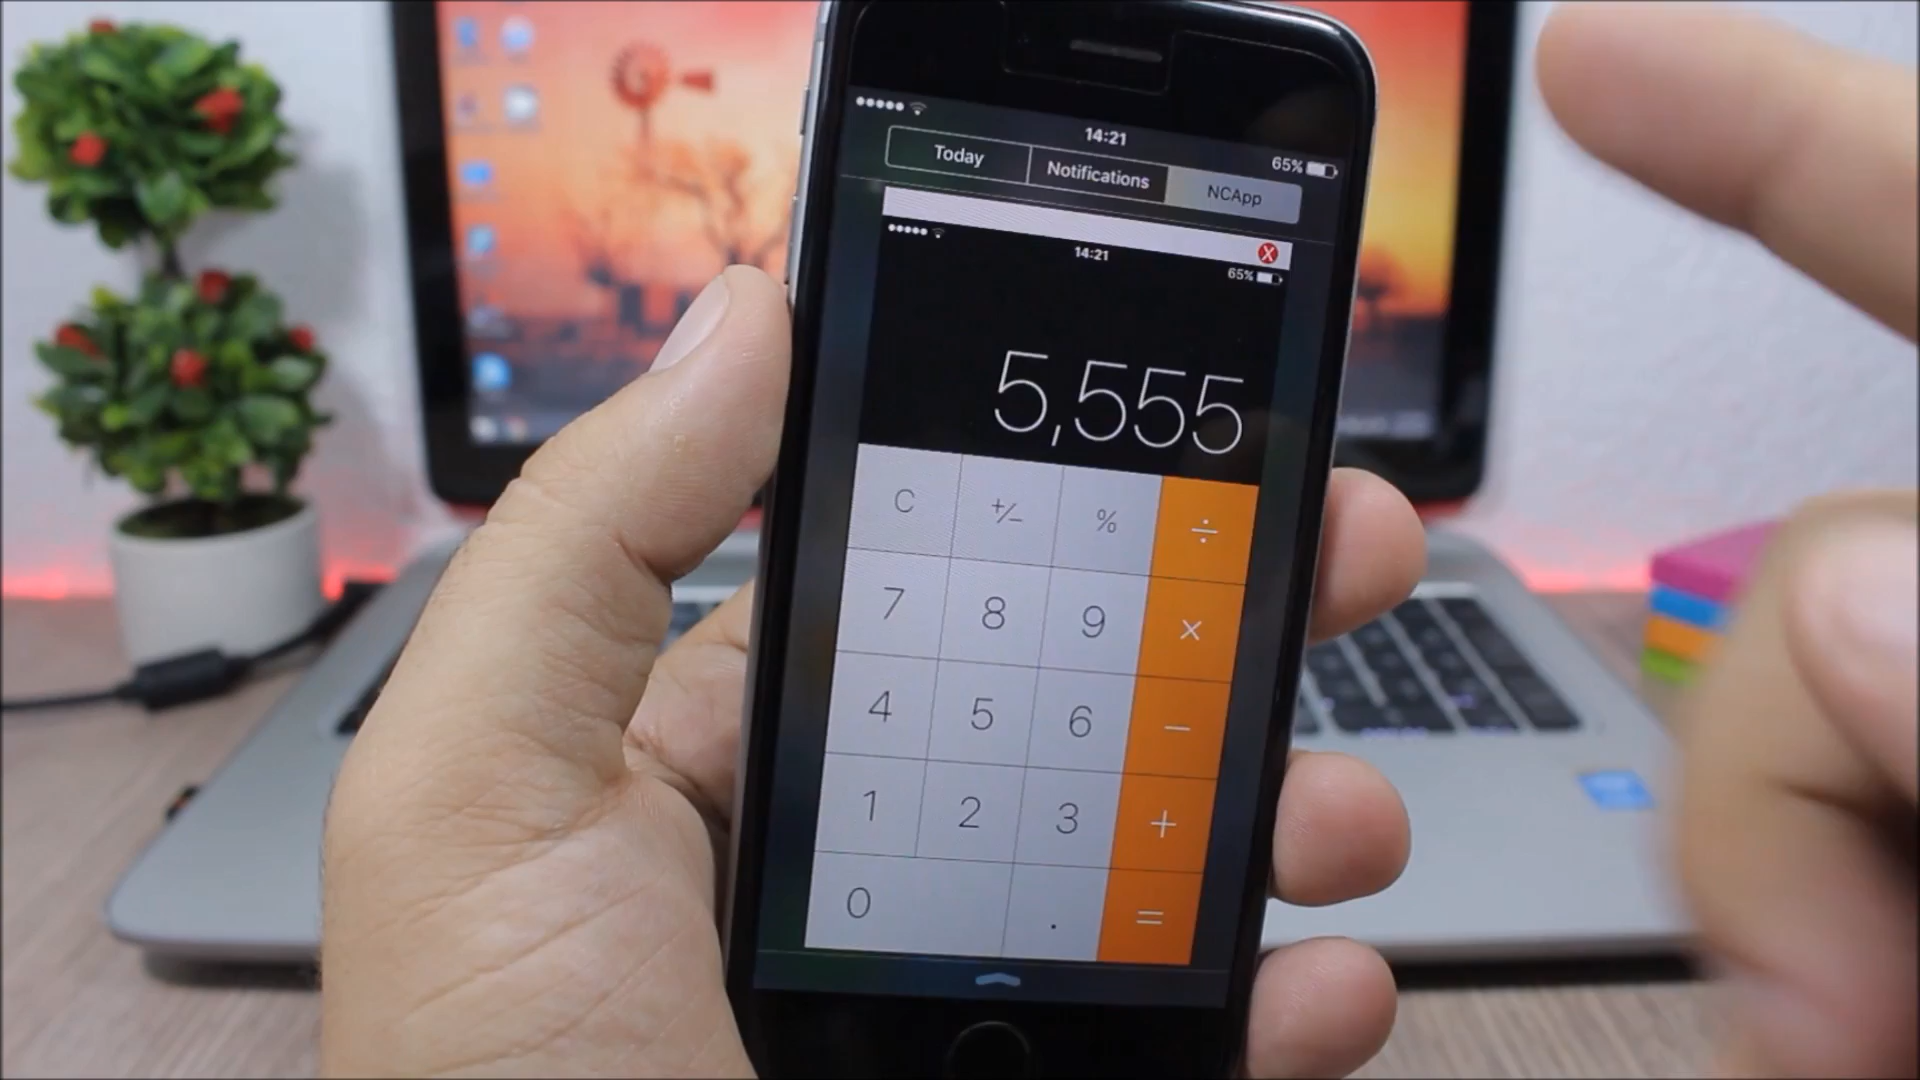 14:21
65%
Today Notifications NCApp
X
14:21
65%
5,555
C +/- % ÷
7 8 9 ×
4 5 6 −
1 2 3 +
0 . =